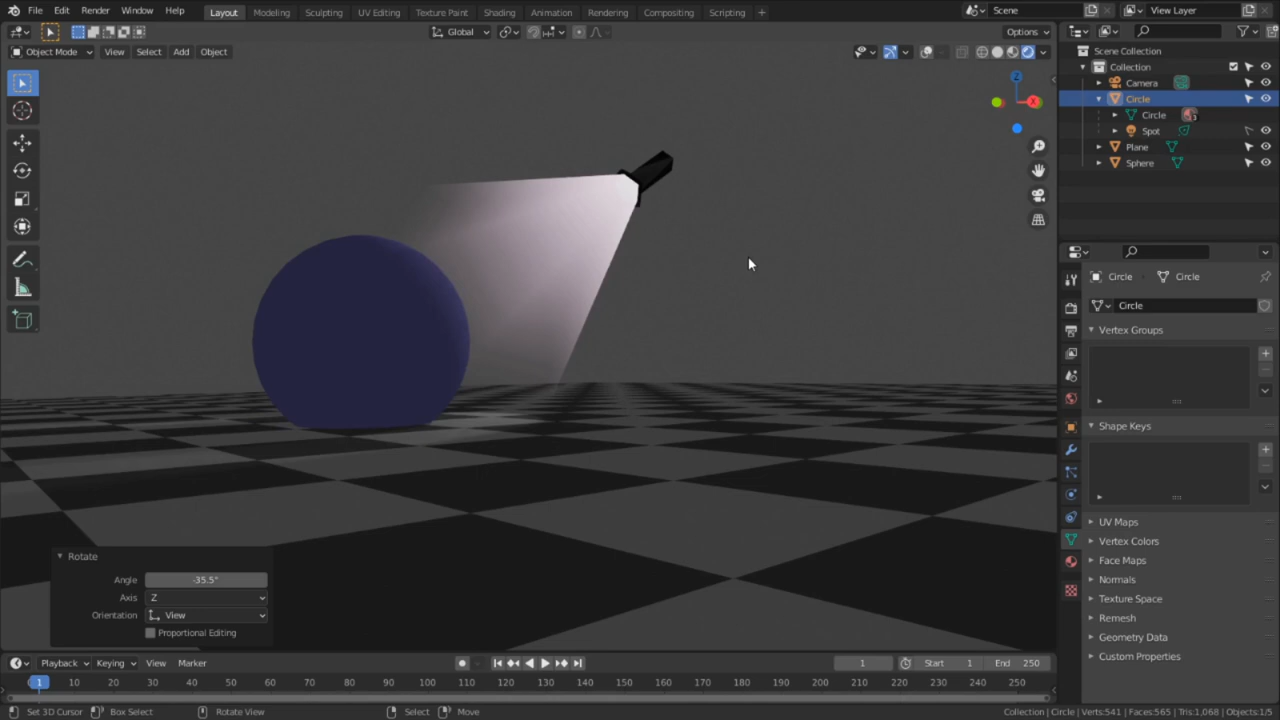 File Edit Render Window Help Layout Modeling Sculpting UV Editing Texture Paint Shading Animation Rendering Compositing Scripting + Scene View Layer
Global Options
Object Mode View Select Add Object
Scene Collection
Collection
Camera
Circle
Circle 3
Spot
Plane
Sphere
Z
X
Circle Circle
Circle
Vertex Groups
Shape Keys
UV Maps
Vertex Colors
Face Maps
Normals
Texture Space
Remesh
Geometry Data
Custom Properties
Rotate
Angle -35.5°
Axis Z
Orientation View
Proportional Editing
Playback Keying View Marker 1 Start 1 End 250
1 10 20 30 40 50 60 70 80 90 100 110 120 130 140 150 160 170 180 190 200 210 220 230 240 250
Set 3D Cursor Box Select Rotate View Select Move Collection | Circle | Verts:541 | Faces:565 | Tris:1,068 | Objects:1/5